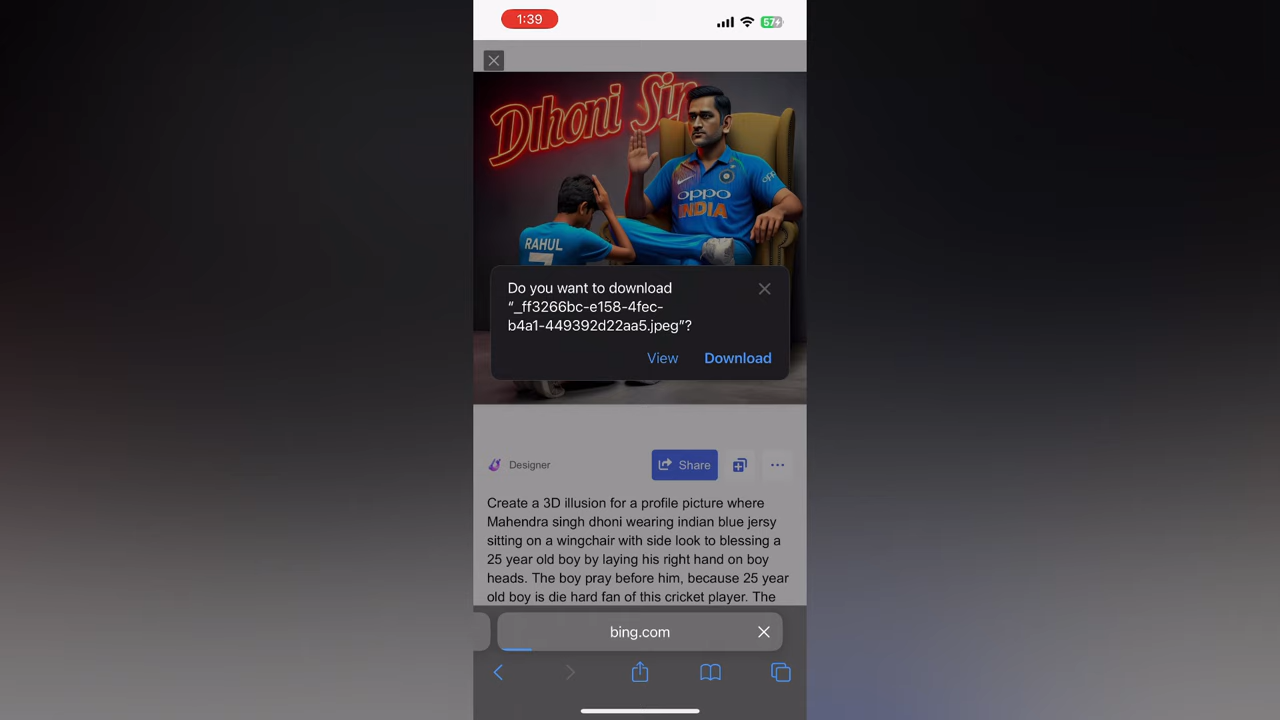 1:39
57
Dlhoni Sir
OPPO
INDIA
RAHUL
7
Do you want to download
“_ff3266bc-e158-4fec-
b4a1-449392d22aa5.jpeg”?
View
Download
Designer
Share
Create a 3D illusion for a profile picture where
Mahendra singh dhoni wearing indian blue jersy
sitting on a wingchair with side look to blessing a
25 year old boy by laying his right hand on boy
heads. The boy pray before him, because 25 year
old boy is die hard fan of this cricket player. The
bing.com